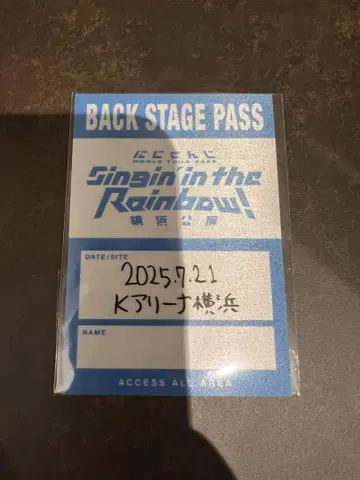 BACK STAGE PASS
にじさんじ
WORLD TOUR 2025
Singin' in the
Rainbow!
横浜公演
DATE/SITE
2025.7.21
Kアリーナ横浜
NAME
ACCESS ALL AREA